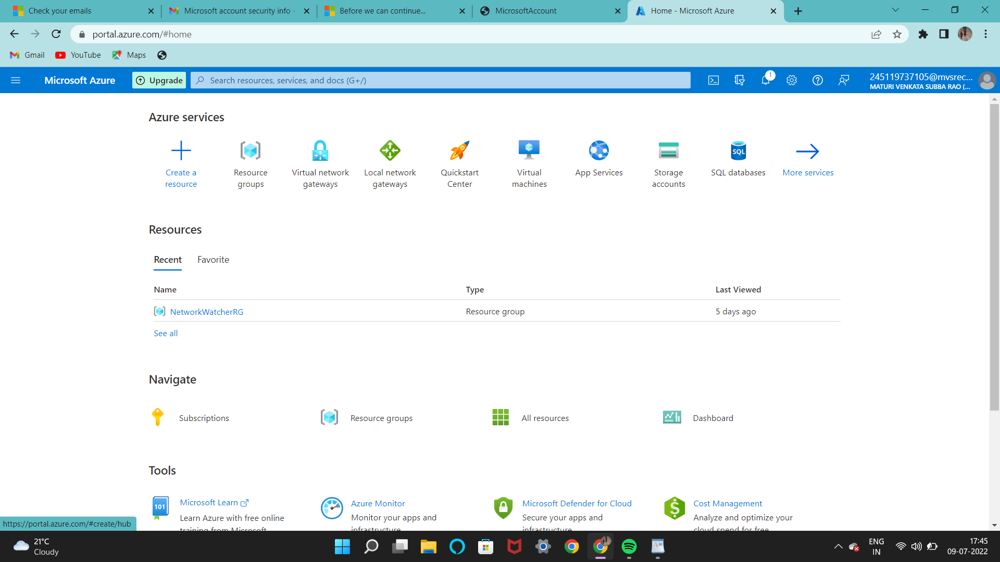 Check your emails
Microsoft account security info -
Before we can continue...
MicrosoftAccount
Home - Microsoft Azure
portal.azure.com/#home
Gmail
YouTube
Maps
Microsoft Azure
Upgrade
Search resources, services, and docs (G+/)
1
245119737105@mvsrec...
MATURI VENKATA SUBBA RAO (...
Azure services
Create a
resource
Resource
groups
Virtual network
gateways
Local network
gateways
Quickstart
Center
Virtual
machines
App Services
Storage
accounts
SQL
SQL databases
More services
Resources
Recent
Favorite
Name
Type
Last Viewed
NetworkWatcherRG
Resource group
5 days ago
See all
Navigate
Subscriptions
Resource groups
All resources
Dashboard
Tools
101
Microsoft Learn
Learn Azure with free online
training from Microsoft
Azure Monitor
Monitor your apps and
infrastructure
Microsoft Defender for Cloud
Secure your apps and
infrastructure
$
Cost Management
Analyze and optimize your
cloud spend for free
https://portal.azure.com/#create/hub
21°C
Cloudy
ENG
IN
17:45
09-07-2022